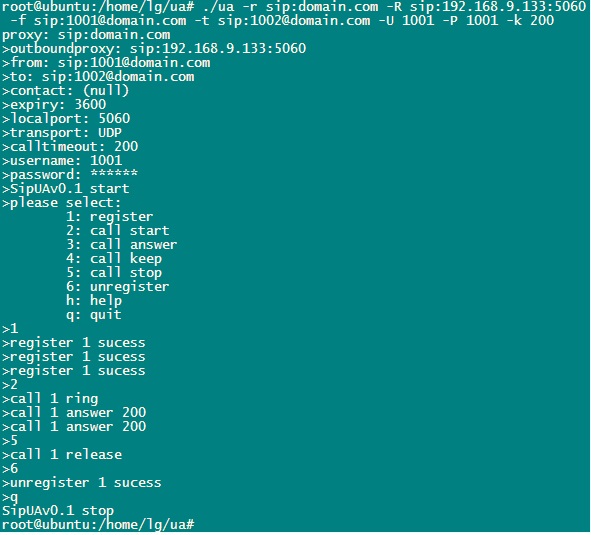 root@ubuntu:/home/lg/ua# ./ua -r sip:domain.com -R sip:192.168.9.133:5060
-f sip:1001@domain.com -t sip:1002@domain.com -U 1001 -P 1001 -k 200
proxy: sip:domain.com
>outboundproxy: sip:192.168.9.133:5060
>from: sip:1001@domain.com
>to: sip:1002@domain.com
>contact: (null)
>expiry: 3600
>localport: 5060
>transport: UDP
>calltimeout: 200
>username: 1001
>password: ******
>SipUAv0.1 start
>please select:
1: register
2: call start
3: call answer
4: call keep
5: call stop
6: unregister
h: help
q: quit
>1
>register 1 sucess
>register 1 sucess
>register 1 sucess
>2
>call 1 ring
>call 1 answer 200
>call 1 answer 200
>5
>call 1 release
>6
>unregister 1 sucess
>q
SipUAv0.1 stop
root@ubuntu:/home/lg/ua#